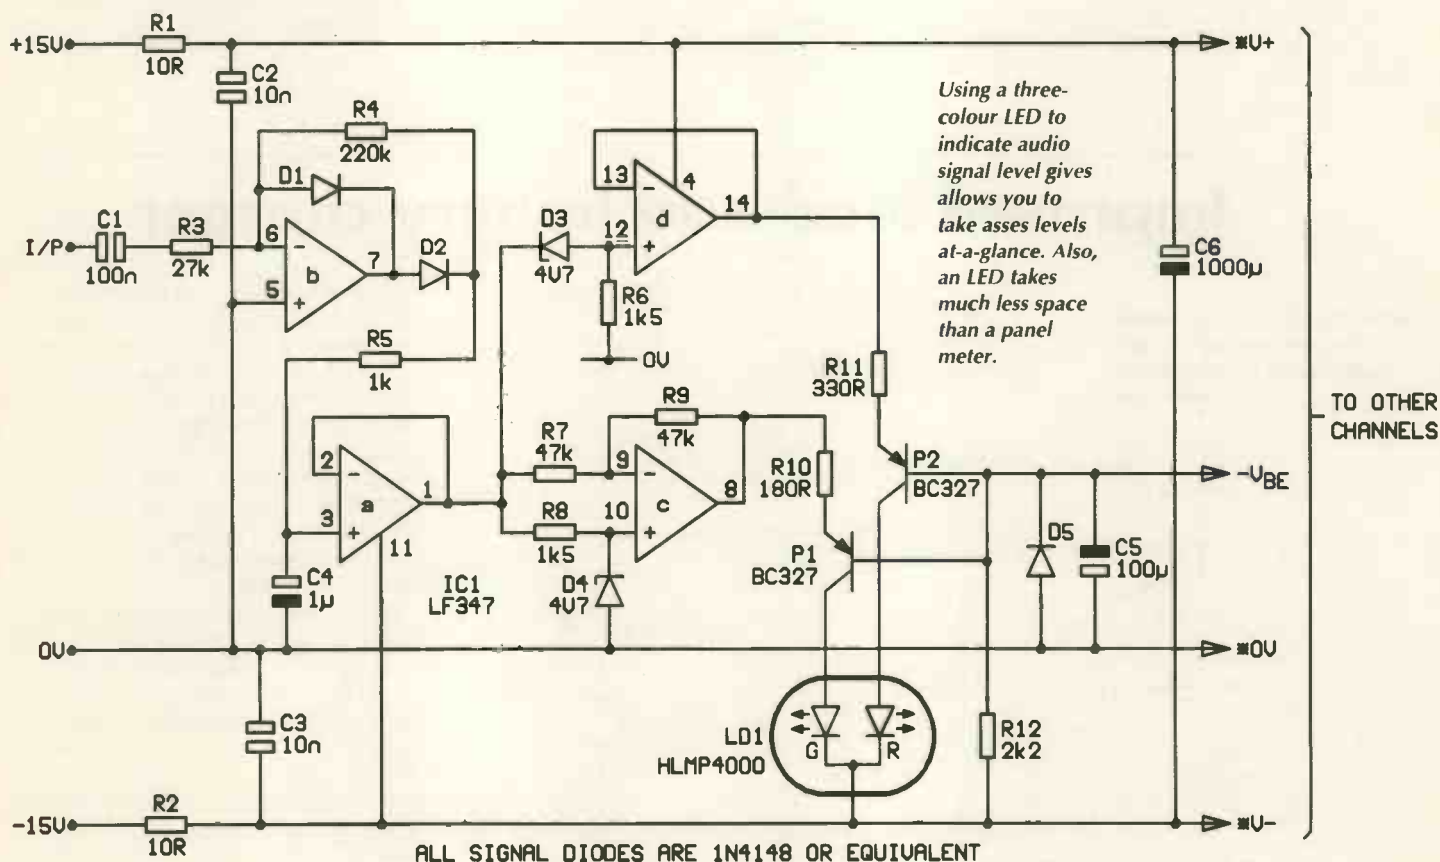 +15V
R1
10R
C2
10n
R4
220k
D1
I/P
C1
100n
R3
27k
6
5
7
b
D2
R5
1k
2
3
1
11
a
C4
1µ
IC1
LF347
0V
C3
10n
-15V
R2
10R
13
12
4
14
d
D3
4V7
R6
1k5
0V
R7
47k
R8
1k5
R9
47k
9
10
8
c
D4
4V7
R10
180R
R11
330R
P1
BC327
P2
BC327
LD1
HLMP4000
G
R
R12
2k2
D5
C5
100µ
C6
1000µ
Using a three-
colour LED to
indicate audio
signal level gives
allows you to
take asses levels
at-a-glance. Also,
an LED takes
much less space
than a panel
meter.
*V+
-VBE
*0V
*V-
TO OTHER
CHANNELS
ALL SIGNAL DIODES ARE 1N4148 OR EQUIVALENT